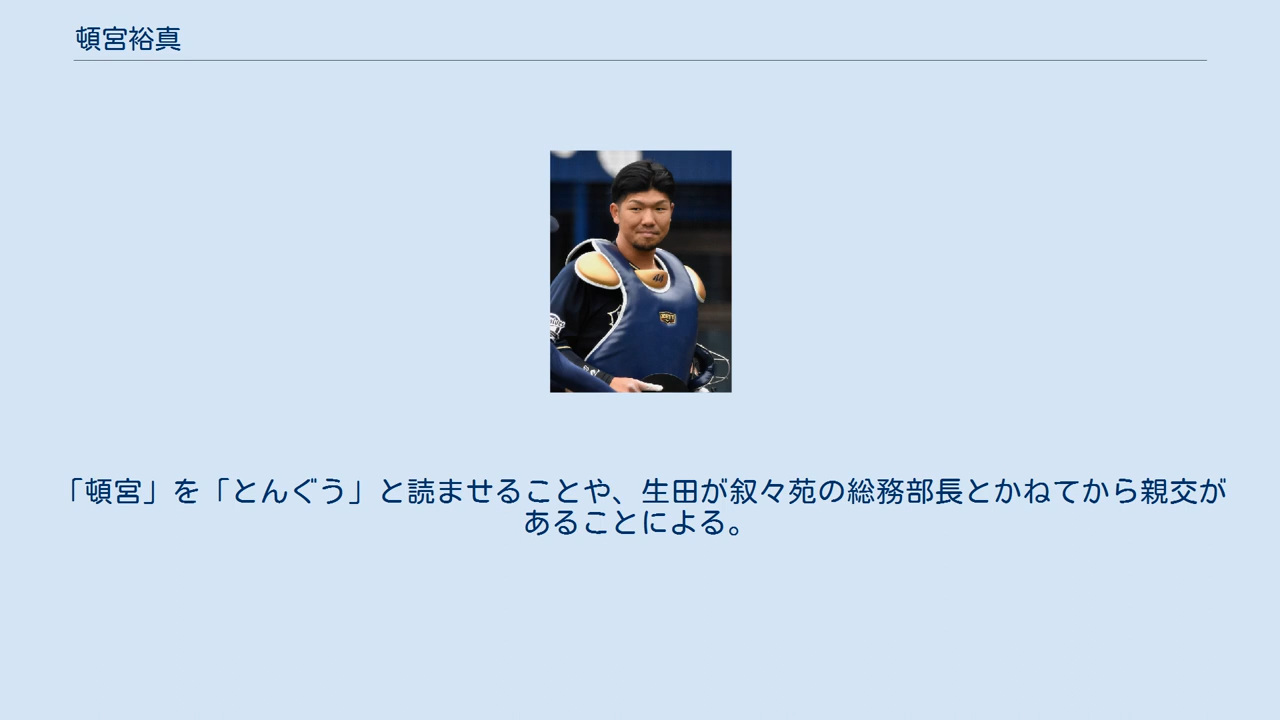 頓宮裕真
44
「頓宮」を「とんぐう」と読ませることや、生田が叙々苑の総務部長とかねてから親交が
あることによる。